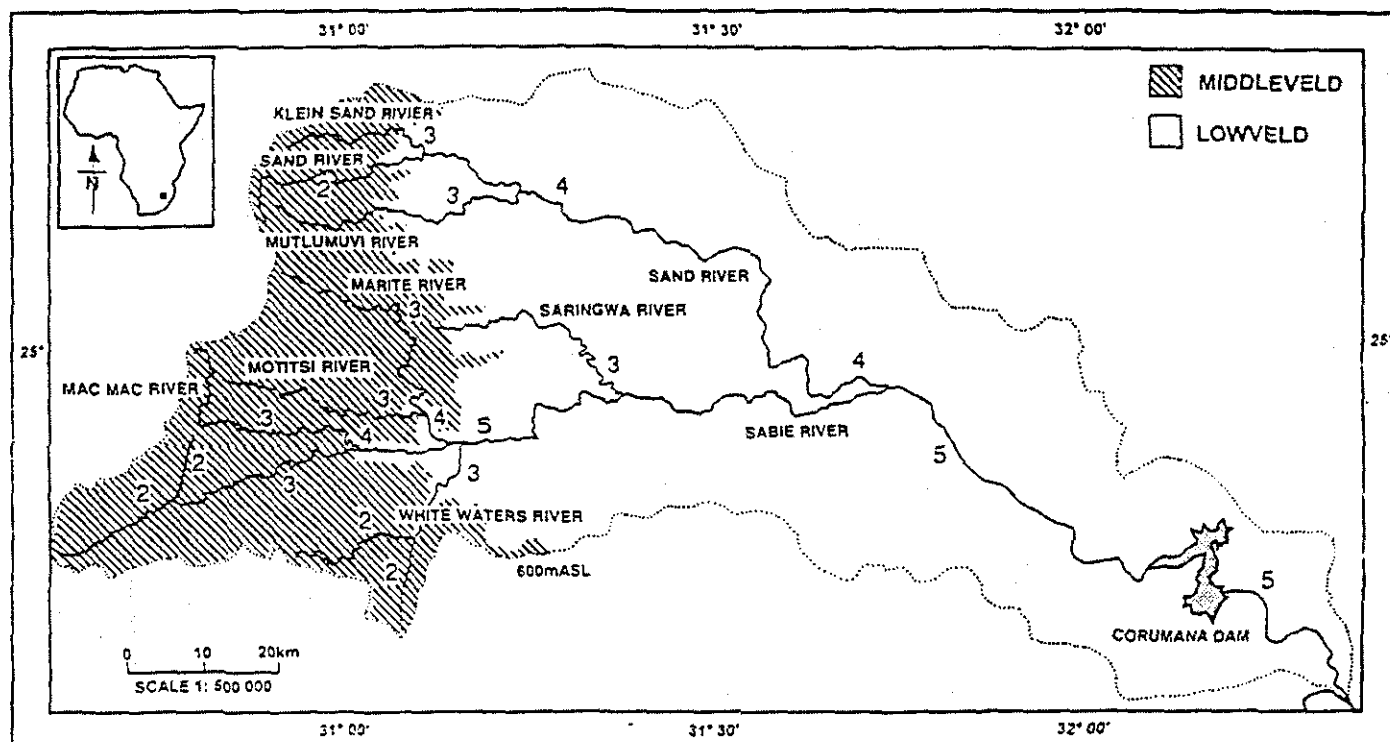 31° 00'
31° 30'
32° 00'
MIDDLEVELD
LOWVELD
N
KLEIN SAND RIVIER
3
SAND RIVER
2
3
4
MUTLUMUVI RIVER
MARITE RIVER
3
SAND RIVER
SARINGWA RIVER
25°
25°
MAC MAC RIVER
MOTITSI RIVER
3
3
4
3
4
4
5
SABIE RIVER
2
2
3
3
5
WHITE WATERS RIVER
2
2
600mASL
5
CORUMANA DAM
0 10 20km
SCALE 1: 500 000
31° 00'
31° 30'
32° 00'